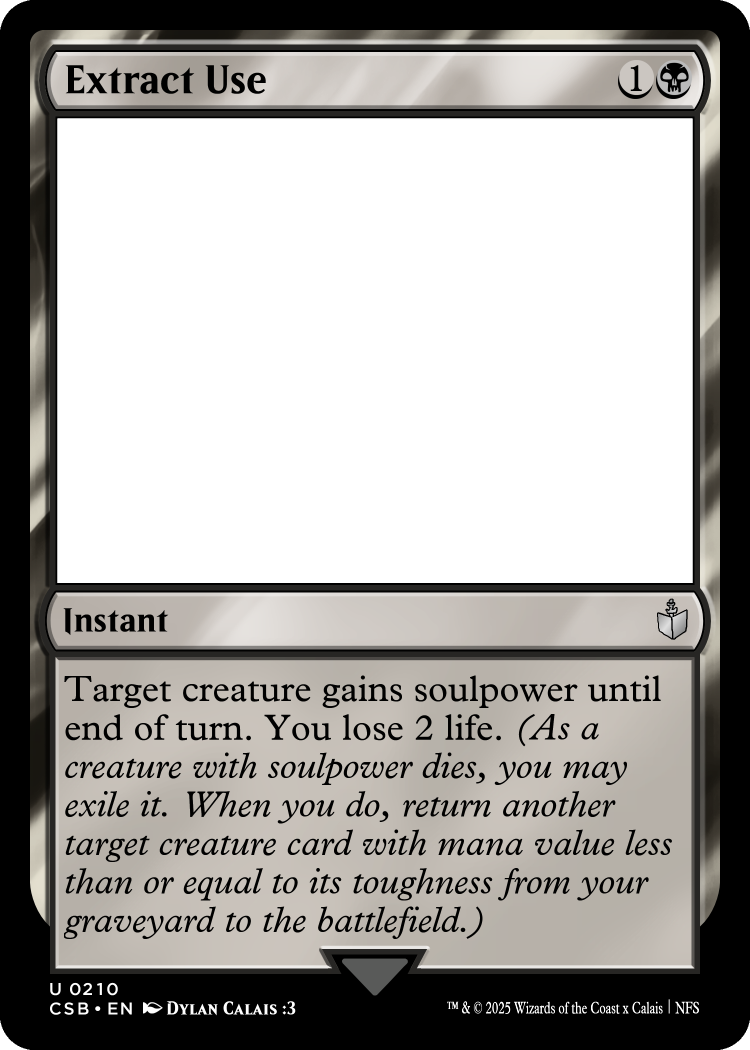 Extract Use
1
Instant
Target creature gains soulpower until
end of turn. You lose 2 life. (As a
creature with soulpower dies, you may
exile it. When you do, return another
target creature card with mana value less
than or equal to its toughness from your
graveyard to the battlefield.)
U 0210
CSB • EN Dylan Calais :3
™ & © 2025 Wizards of the Coast x Calais | NFS